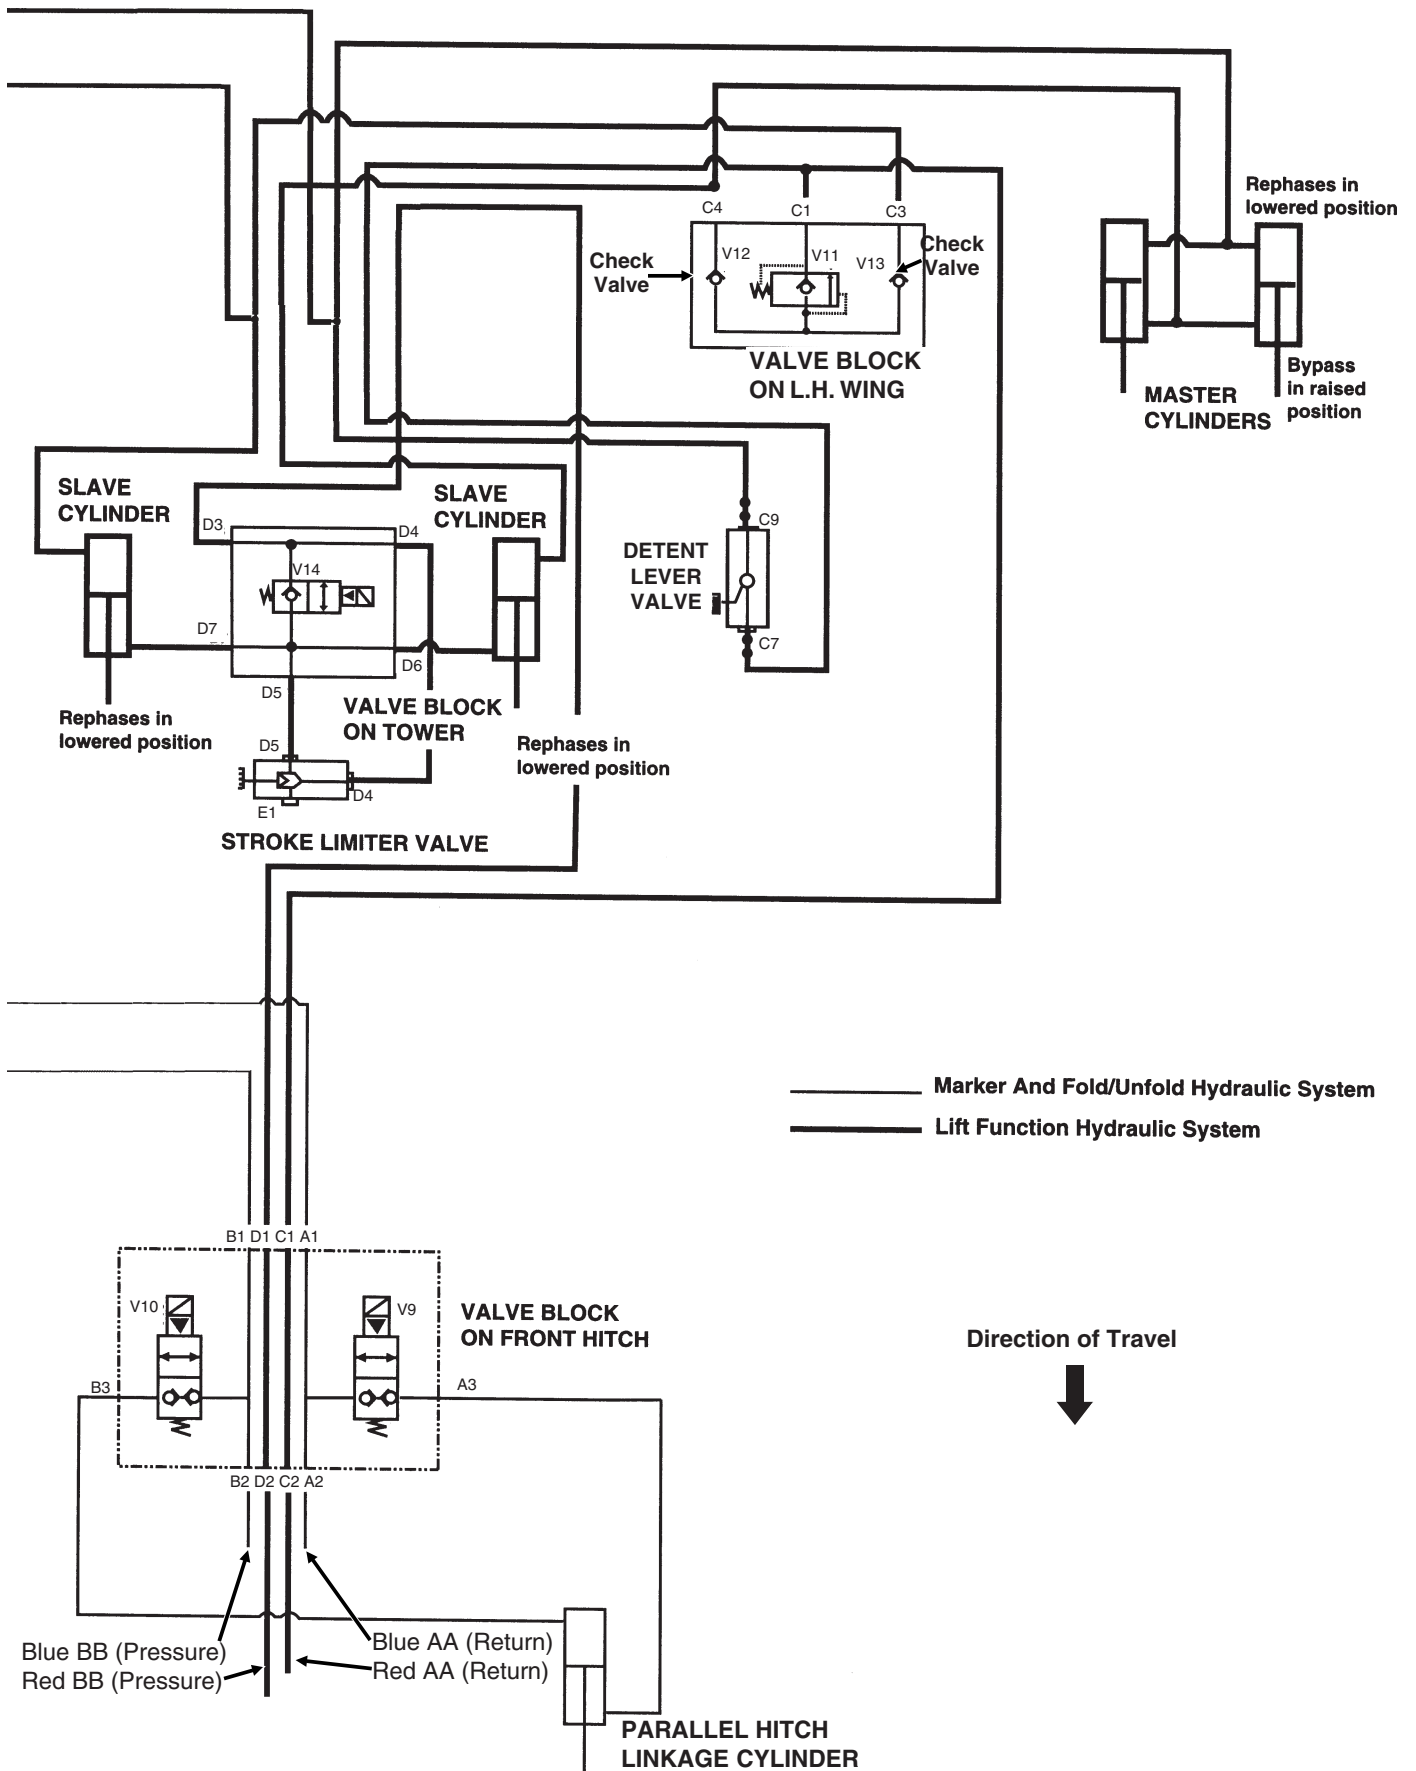 Rephases in
lowered position
C4
C1
C3
Check
Valve
V12
V11
V13
Check
Valve
VALVE BLOCK
ON L.H. WING
Bypass
in raised
position
MASTER
CYLINDERS
SLAVE
CYLINDER
SLAVE
CYLINDER
D3
D4
V14
D7
D6
D5
C9
DETENT
LEVER
VALVE
C7
Rephases in
lowered position
VALVE BLOCK
ON TOWER
Rephases in
lowered position
D5
D4
E1
STROKE LIMITER VALVE
Marker And Fold/Unfold Hydraulic System
Lift Function Hydraulic System
B1 D1 C1 A1
V10
V9
VALVE BLOCK
ON FRONT HITCH
Direction of Travel
B3
A3
B2 D2 C2 A2
Blue BB (Pressure)
Red BB (Pressure)
Blue AA (Return)
Red AA (Return)
PARALLEL HITCH
LINKAGE CYLINDER